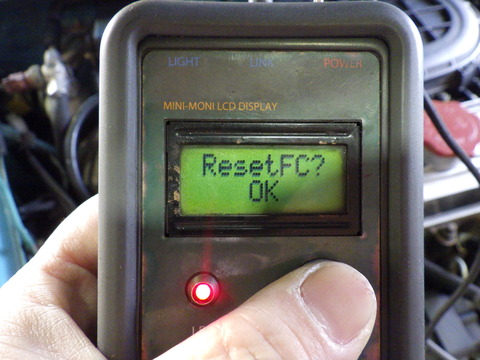 LIGHT LINK POWER
MINI-MONI LCD DISPLAY
ResetFC?
OK